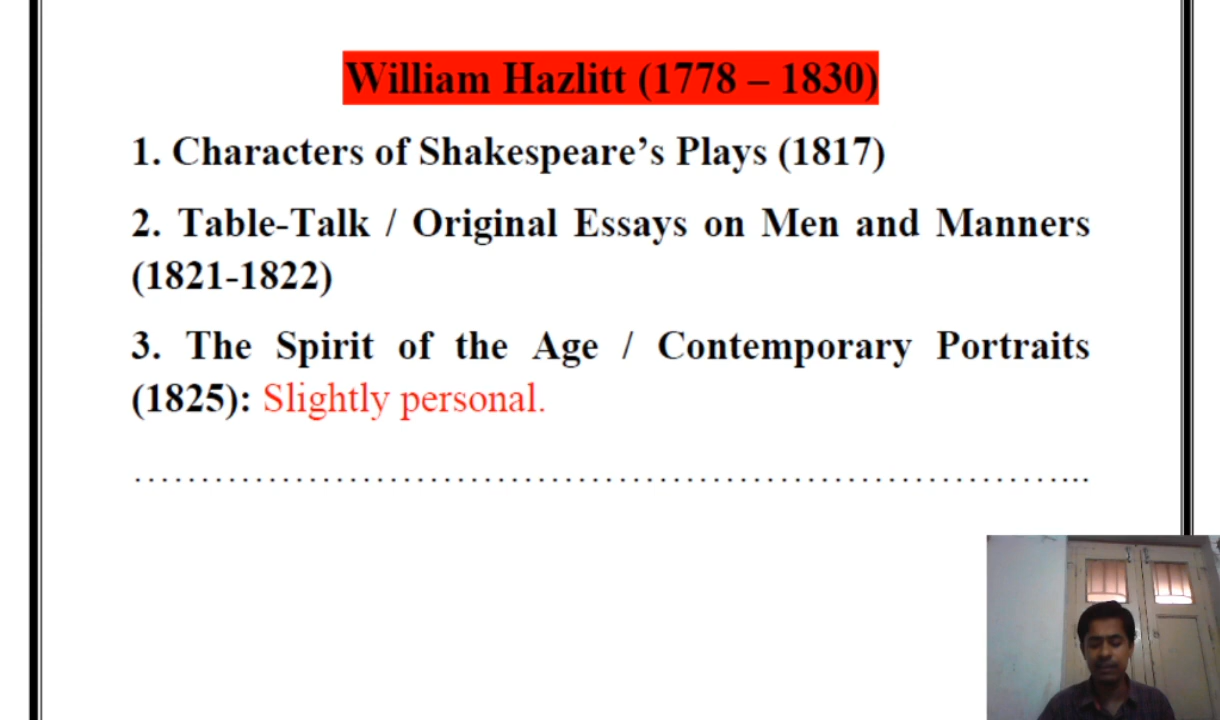 William Hazlitt (1778 – 1830)
1. Characters of Shakespeare’s Plays (1817)
2. Table-Talk / Original Essays on Men and Manners
(1821-1822)
3. The Spirit of the Age / Contemporary Portraits
(1825): Slightly personal.
……………………………………………………………...